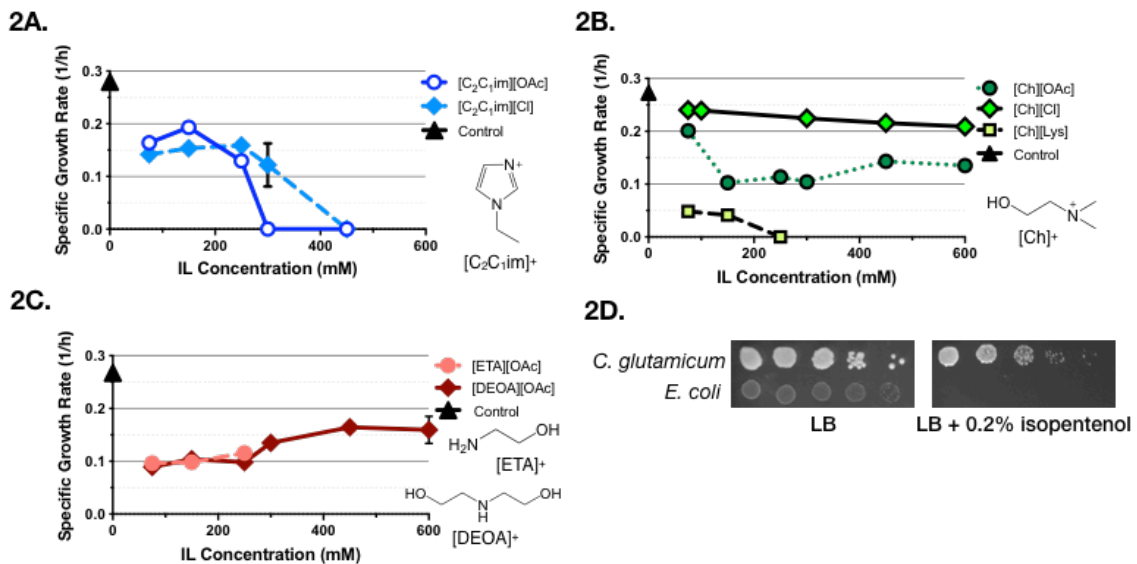 2A.
Specific Growth Rate (1/h)
0.3
0.2
0.1
0.0
0
200
400
600
IL Concentration (mM)
[C₂C₁im][OAc]
[C₂C₁im][Cl]
Control
N+
N
[C₂C₁im]+
2B.
Specific Growth Rate (1/h)
0.3
0.2
0.1
0.0
0
200
400
600
IL Concentration (mM)
[Ch][OAc]
[Ch][Cl]
[Ch][Lys]
Control
HO
N+
[Ch]+
2C.
Specific Growth Rate (1/h)
0.3
0.2
0.1
0.0
0
200
400
600
IL Concentration (mM)
[ETA][OAc]
[DEOA][OAc]
Control
H₂N
OH
[ETA]+
HO
N
H
OH
[DEOA]+
2D.
C. glutamicum
E. coli
LB
LB + 0.2% isopentenol